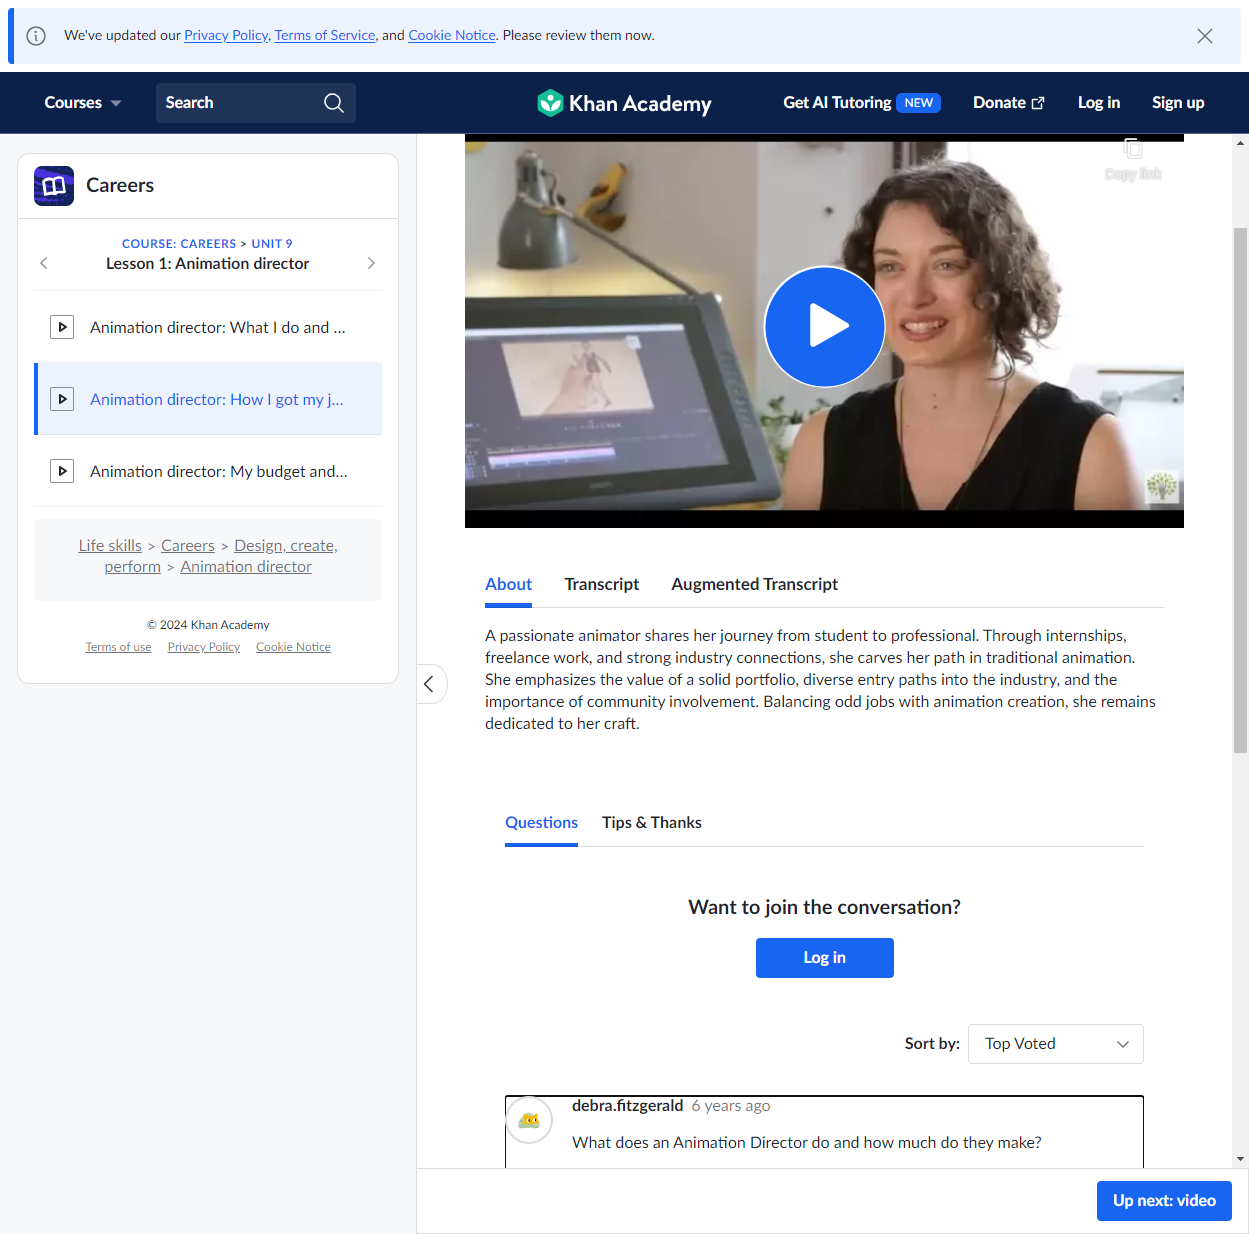 We've updated our Privacy Policy, Terms of Service, and Cookie Notice. Please review them now.
Courses
Search
Khan Academy
Get AI Tutoring NEW
Donate
Log in
Sign up
Careers
COURSE: CAREERS > UNIT 9
Lesson 1: Animation director
Animation director: What I do and ...
Animation director: How I got my j...
Animation director: My budget and...
Life skills > Careers > Design, create,
perform > Animation director
© 2024 Khan Academy
Terms of use Privacy Policy Cookie Notice
Copy link
About Transcript Augmented Transcript
A passionate animator shares her journey from student to professional. Through internships,
freelance work, and strong industry connections, she carves her path in traditional animation.
She emphasizes the value of a solid portfolio, diverse entry paths into the industry, and the
importance of community involvement. Balancing odd jobs with animation creation, she remains
dedicated to her craft.
Questions Tips & Thanks
Want to join the conversation?
Log in
Sort by: Top Voted
debra.fitzgerald 6 years ago
What does an Animation Director do and how much do they make?
Up next: video